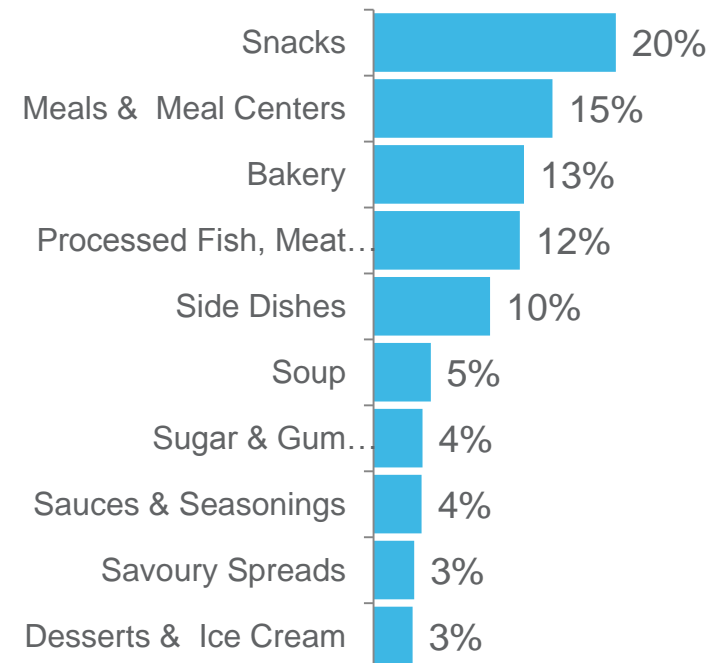 Snacks 20%
Meals & Meal Centers 15%
Bakery 13%
Processed Fish, Meat… 12%
Side Dishes 10%
Soup 5%
Sugar & Gum… 4%
Sauces & Seasonings 4%
Savoury Spreads 3%
Desserts & Ice Cream 3%